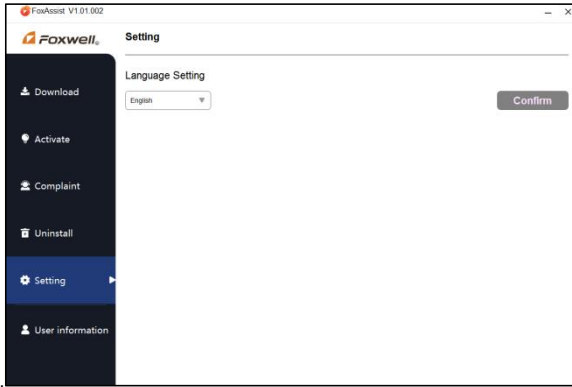 FoxAssist V1.01.002
FOXWELL®
Setting
Language Setting
English
Confirm
Download
Activate
Complaint
Uninstall
Setting
User information